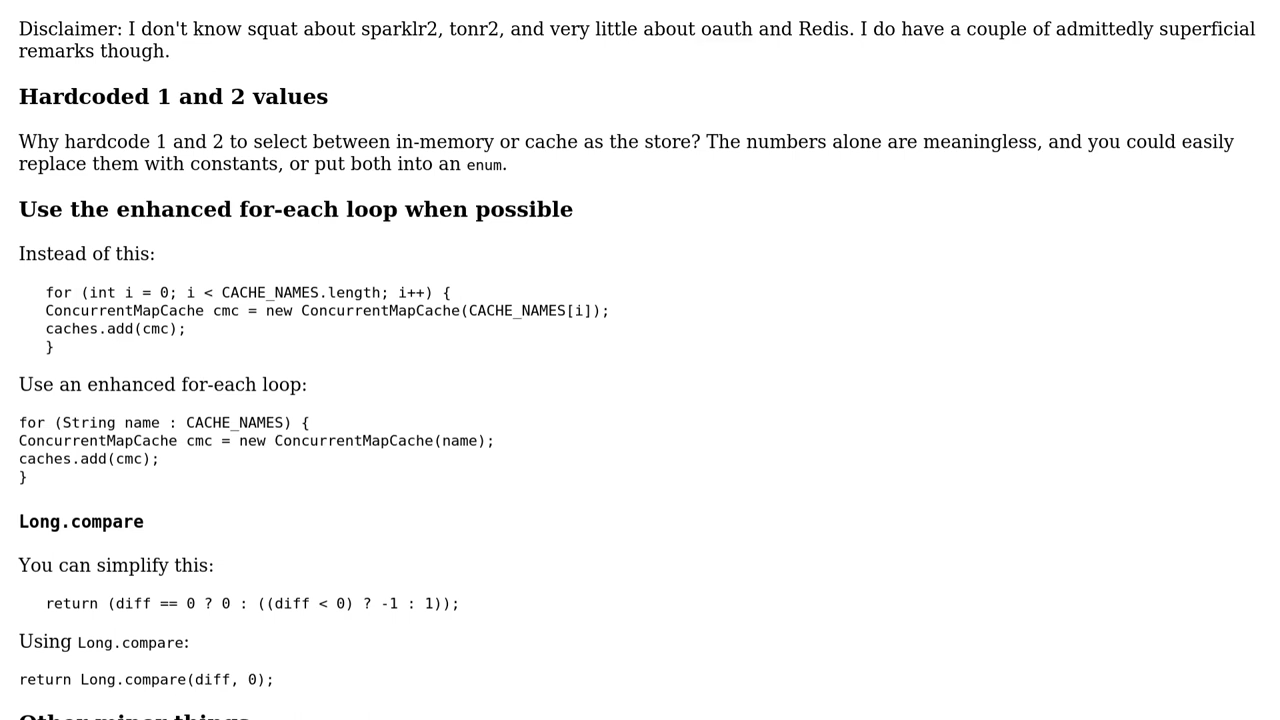 Disclaimer: I don't know squat about sparklr2, tonr2, and very little about oauth and Redis. I do have a couple of admittedly superficial
remarks though.
Hardcoded 1 and 2 values
Why hardcode 1 and 2 to select between in-memory or cache as the store? The numbers alone are meaningless, and you could easily
replace them with constants, or put both into an enum.
Use the enhanced for-each loop when possible
Instead of this:
for (int i = 0; i < CACHE_NAMES.length; i++) {
ConcurrentMapCache cmc = new ConcurrentMapCache(CACHE_NAMES[i]);
caches.add(cmc);
}
Use an enhanced for-each loop:
for (String name : CACHE_NAMES) {
ConcurrentMapCache cmc = new ConcurrentMapCache(name);
caches.add(cmc);
}
Long.compare
You can simplify this:
return (diff == 0 ? 0 : ((diff < 0) ? -1 : 1));
Using Long.compare:
return Long.compare(diff, 0);
Other minor things